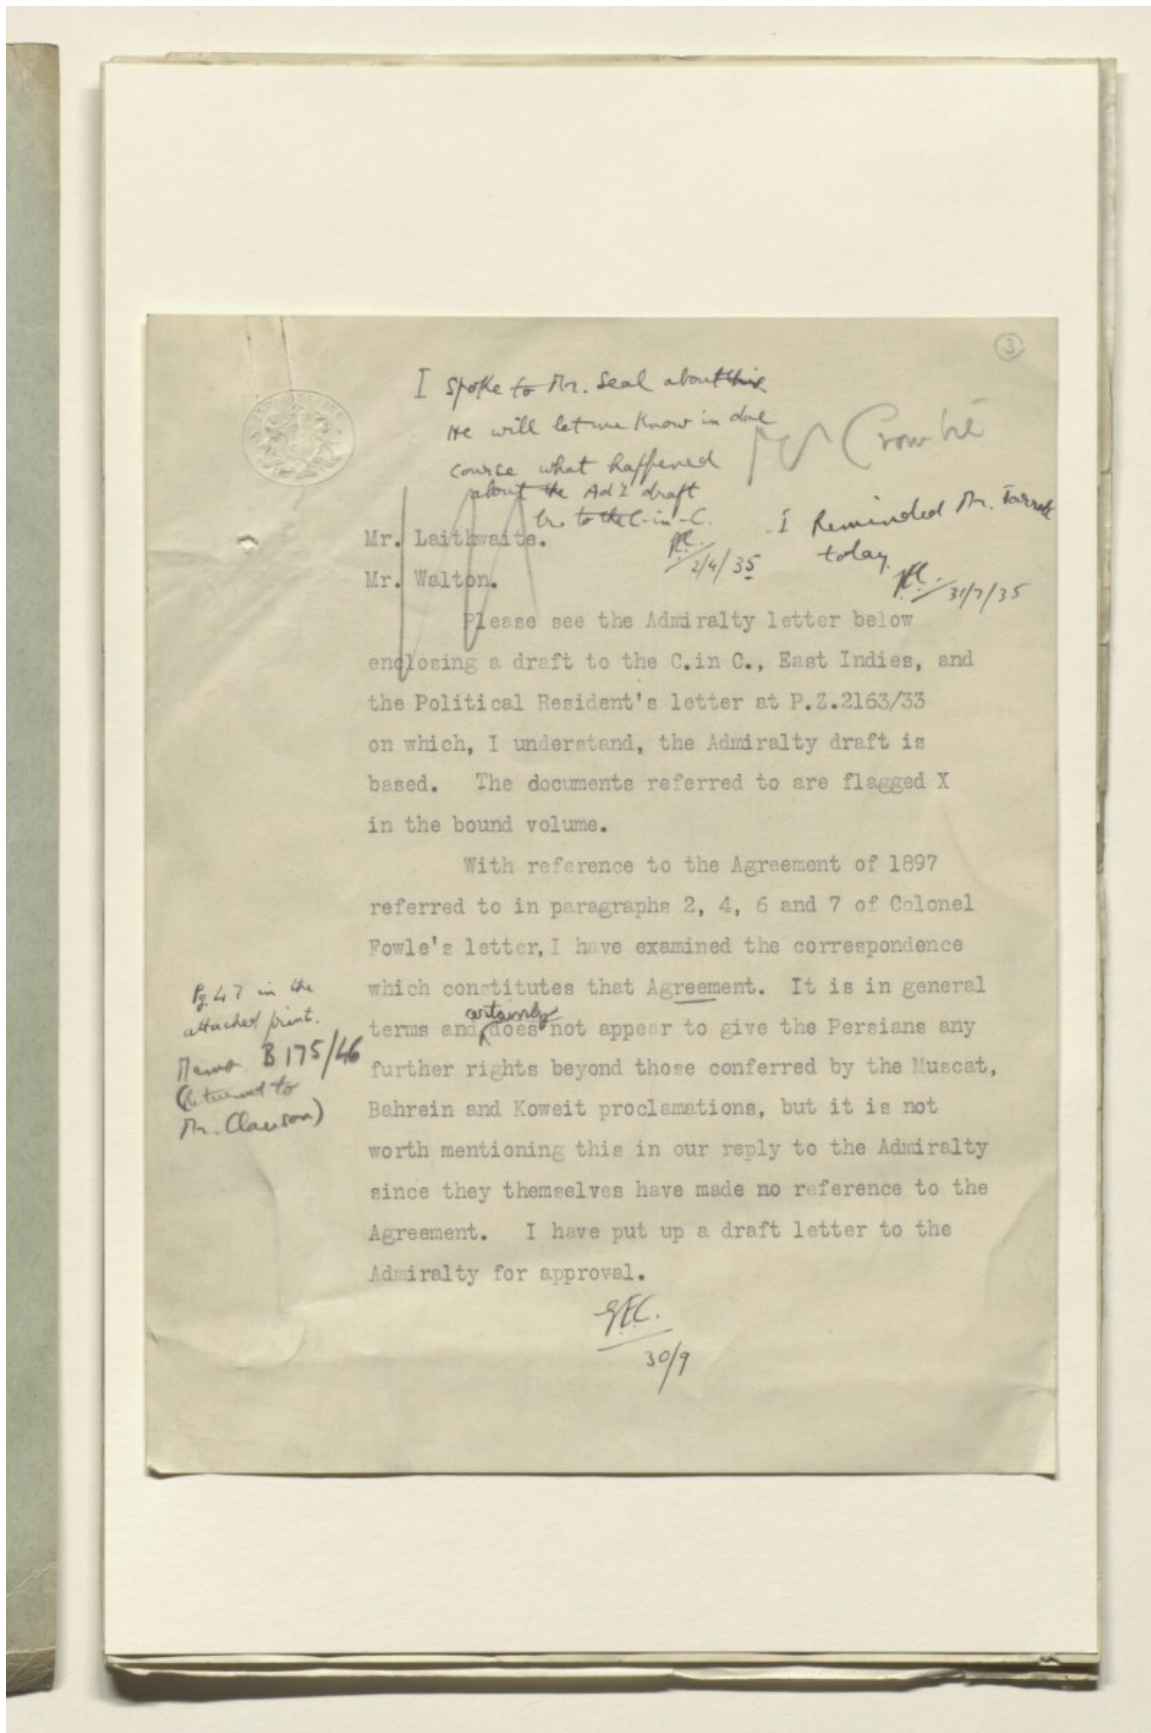 3
I spoke to Mr. Seal about this
He will let me know in due
course what happened
about the Adty draft
to the C-in-C.
2/4/35
Mr Crombie
I Reminded Mr. Jarrett
today.
31/7/35
Mr. Laithwaite.
Mr. Walton.
Please see the Admiralty letter below
enclosing a draft to the C.in C., East Indies, and
the Political Resident's letter at P.Z.2163/33
on which, I understand, the Admiralty draft is
based. The documents referred to are flagged X
in the bound volume.
With reference to the Agreement of 1897
referred to in paragraphs 2, 4, 6 and 7 of Colonel
Fowle's letter, I have examined the correspondence
which constitutes that Agreement. It is in general
terms and certainly does not appear to give the Persians any
further rights beyond those conferred by the Muscat,
Bahrein and Koweit proclamations, but it is not
worth mentioning this in our reply to the Admiralty
since they themselves have made no reference to the
Agreement. I have put up a draft letter to the
Admiralty for approval.
Pg. 47 in the
attached print.
Memo. B 175/46
(Returned to
Mr. Clauson)
30/9